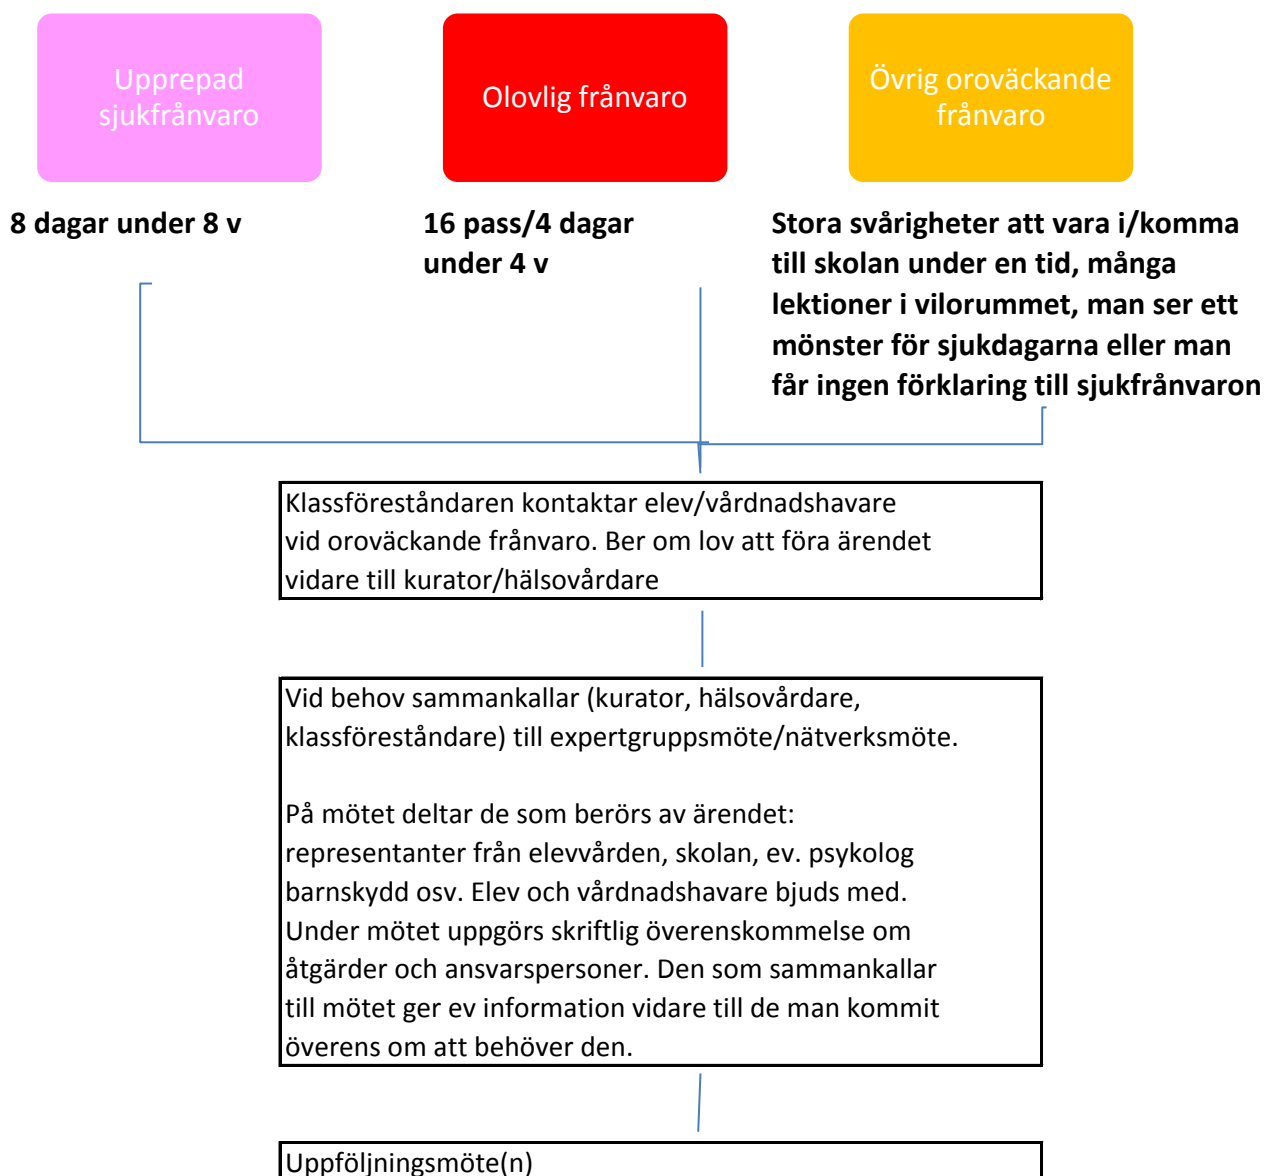 Upprepad
sjukfrånvaro
Olovlig frånvaro
Övrig oroväckande
frånvaro
8 dagar under 8 v
16 pass/4 dagar
under 4 v
Stora svårigheter att vara i/komma
till skolan under en tid, många
lektioner i vilorummet, man ser ett
mönster för sjukdagarna eller man
får ingen förklaring till sjukfrånvaron
Klassföreståndaren kontaktar elev/vårdnadshavare
vid oroväckande frånvaro. Ber om lov att föra ärendet
vidare till kurator/hälsovårdare
Vid behov sammankallar (kurator, hälsovårdare,
klassföreståndare) till expertgruppsmöte/nätverksmöte.
På mötet deltar de som berörs av ärendet:
representanter från elevvården, skolan, ev. psykolog
barnskydd osv. Elev och vårdnadshavare bjuds med.
Under mötet uppgörs skriftlig överenskommelse om
åtgärder och ansvarspersoner. Den som sammankallar
till mötet ger ev information vidare till de man kommit
överens om att behöver den.
Uppföljningsmöte(n)